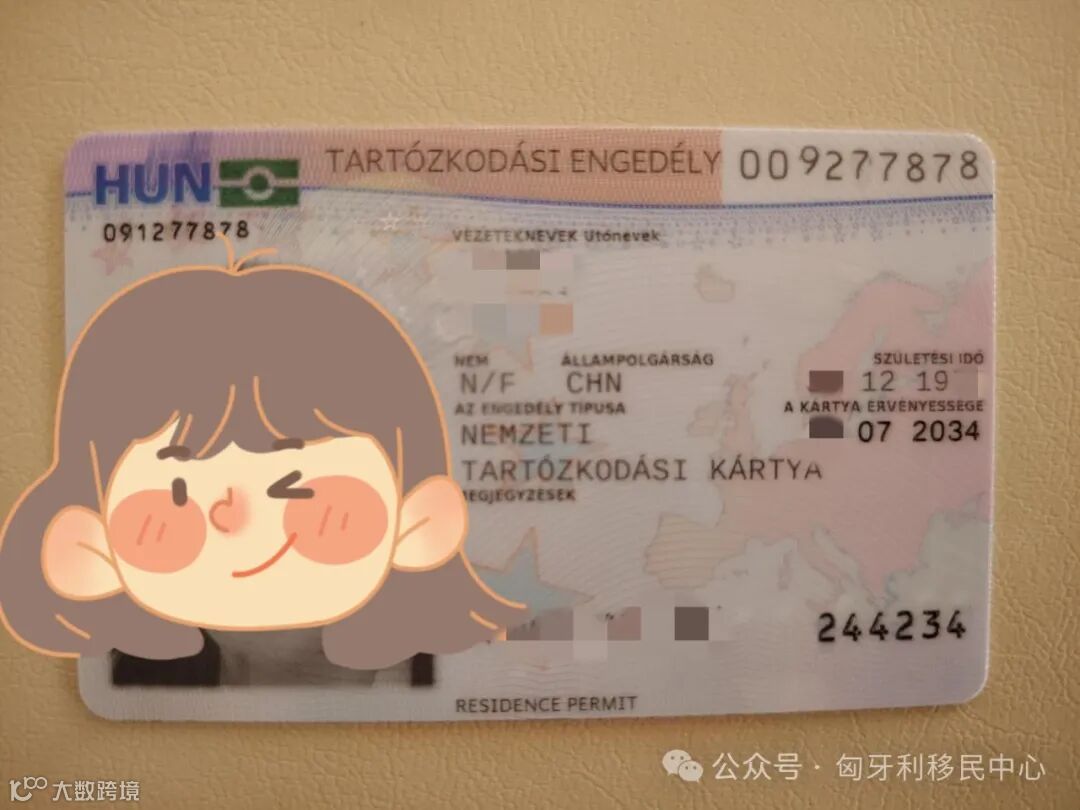 HUN
TARTÓZKODÁSI ENGEDÉLY
009277878
091277878
VEZETÉKNEVEK Utónevek
NEM ÁLLAMPOLGÁRSÁG SZÜLETÉSI IDŐ
N/F CHN 12 19
AZ ENGEDÉLY TÍPUSA A KÁRTYA ÉRVÉNYESSÉGE
NEMZETI 07 2034
TARTÓZKODÁSI KÁRTYA
MEGJEGYZÉSEK
244234
RESIDENCE PERMIT
公众号 · 匈牙利移民中心
大数跨境